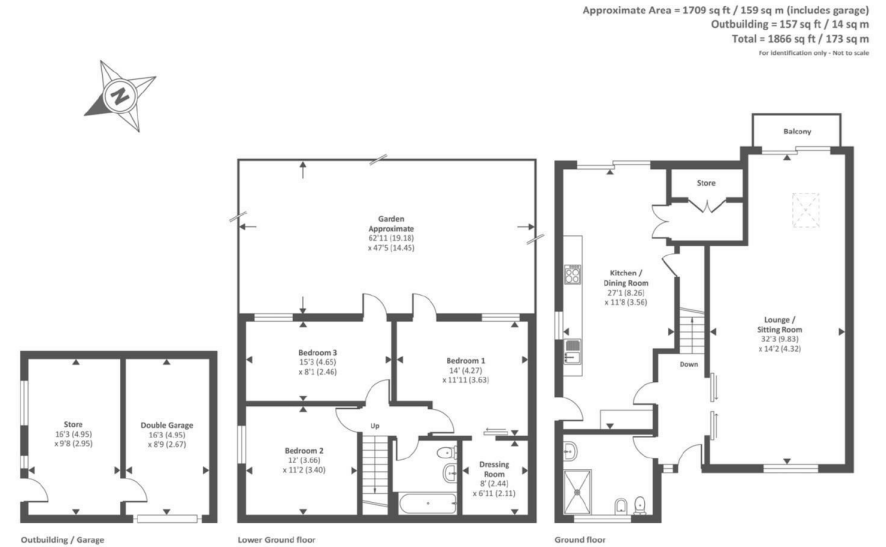 Approximate Area = 1709 sq ft / 159 sq m (includes garage)
Outbuilding = 157 sq ft / 14 sq m
Total = 1866 sq ft / 173 sq m
For identification only - Not to scale
N
Balcony
Store
Garden
Approximate
62'11 (19.18)
x 47'5 (14.45)
Kitchen /
Dining Room
27'1 (8.26)
x 11'8 (3.56)
Lounge /
Sitting Room
32'3 (9.83)
x 14'2 (4.32)
Down
Bedroom 3
15'3 (4.65)
x 8'1 (2.46)
Bedroom 1
14' (4.27)
x 11'11 (3.63)
Store
16'3 (4.95)
x 9'8 (2.95)
Double Garage
16'3 (4.95)
x 8'9 (2.67)
Up
Bedroom 2
12' (3.66)
x 11'2 (3.40)
Dressing
Room
8' (2.44)
x 6'11 (2.11)
Outbuilding / Garage
Lower Ground floor
Ground floor